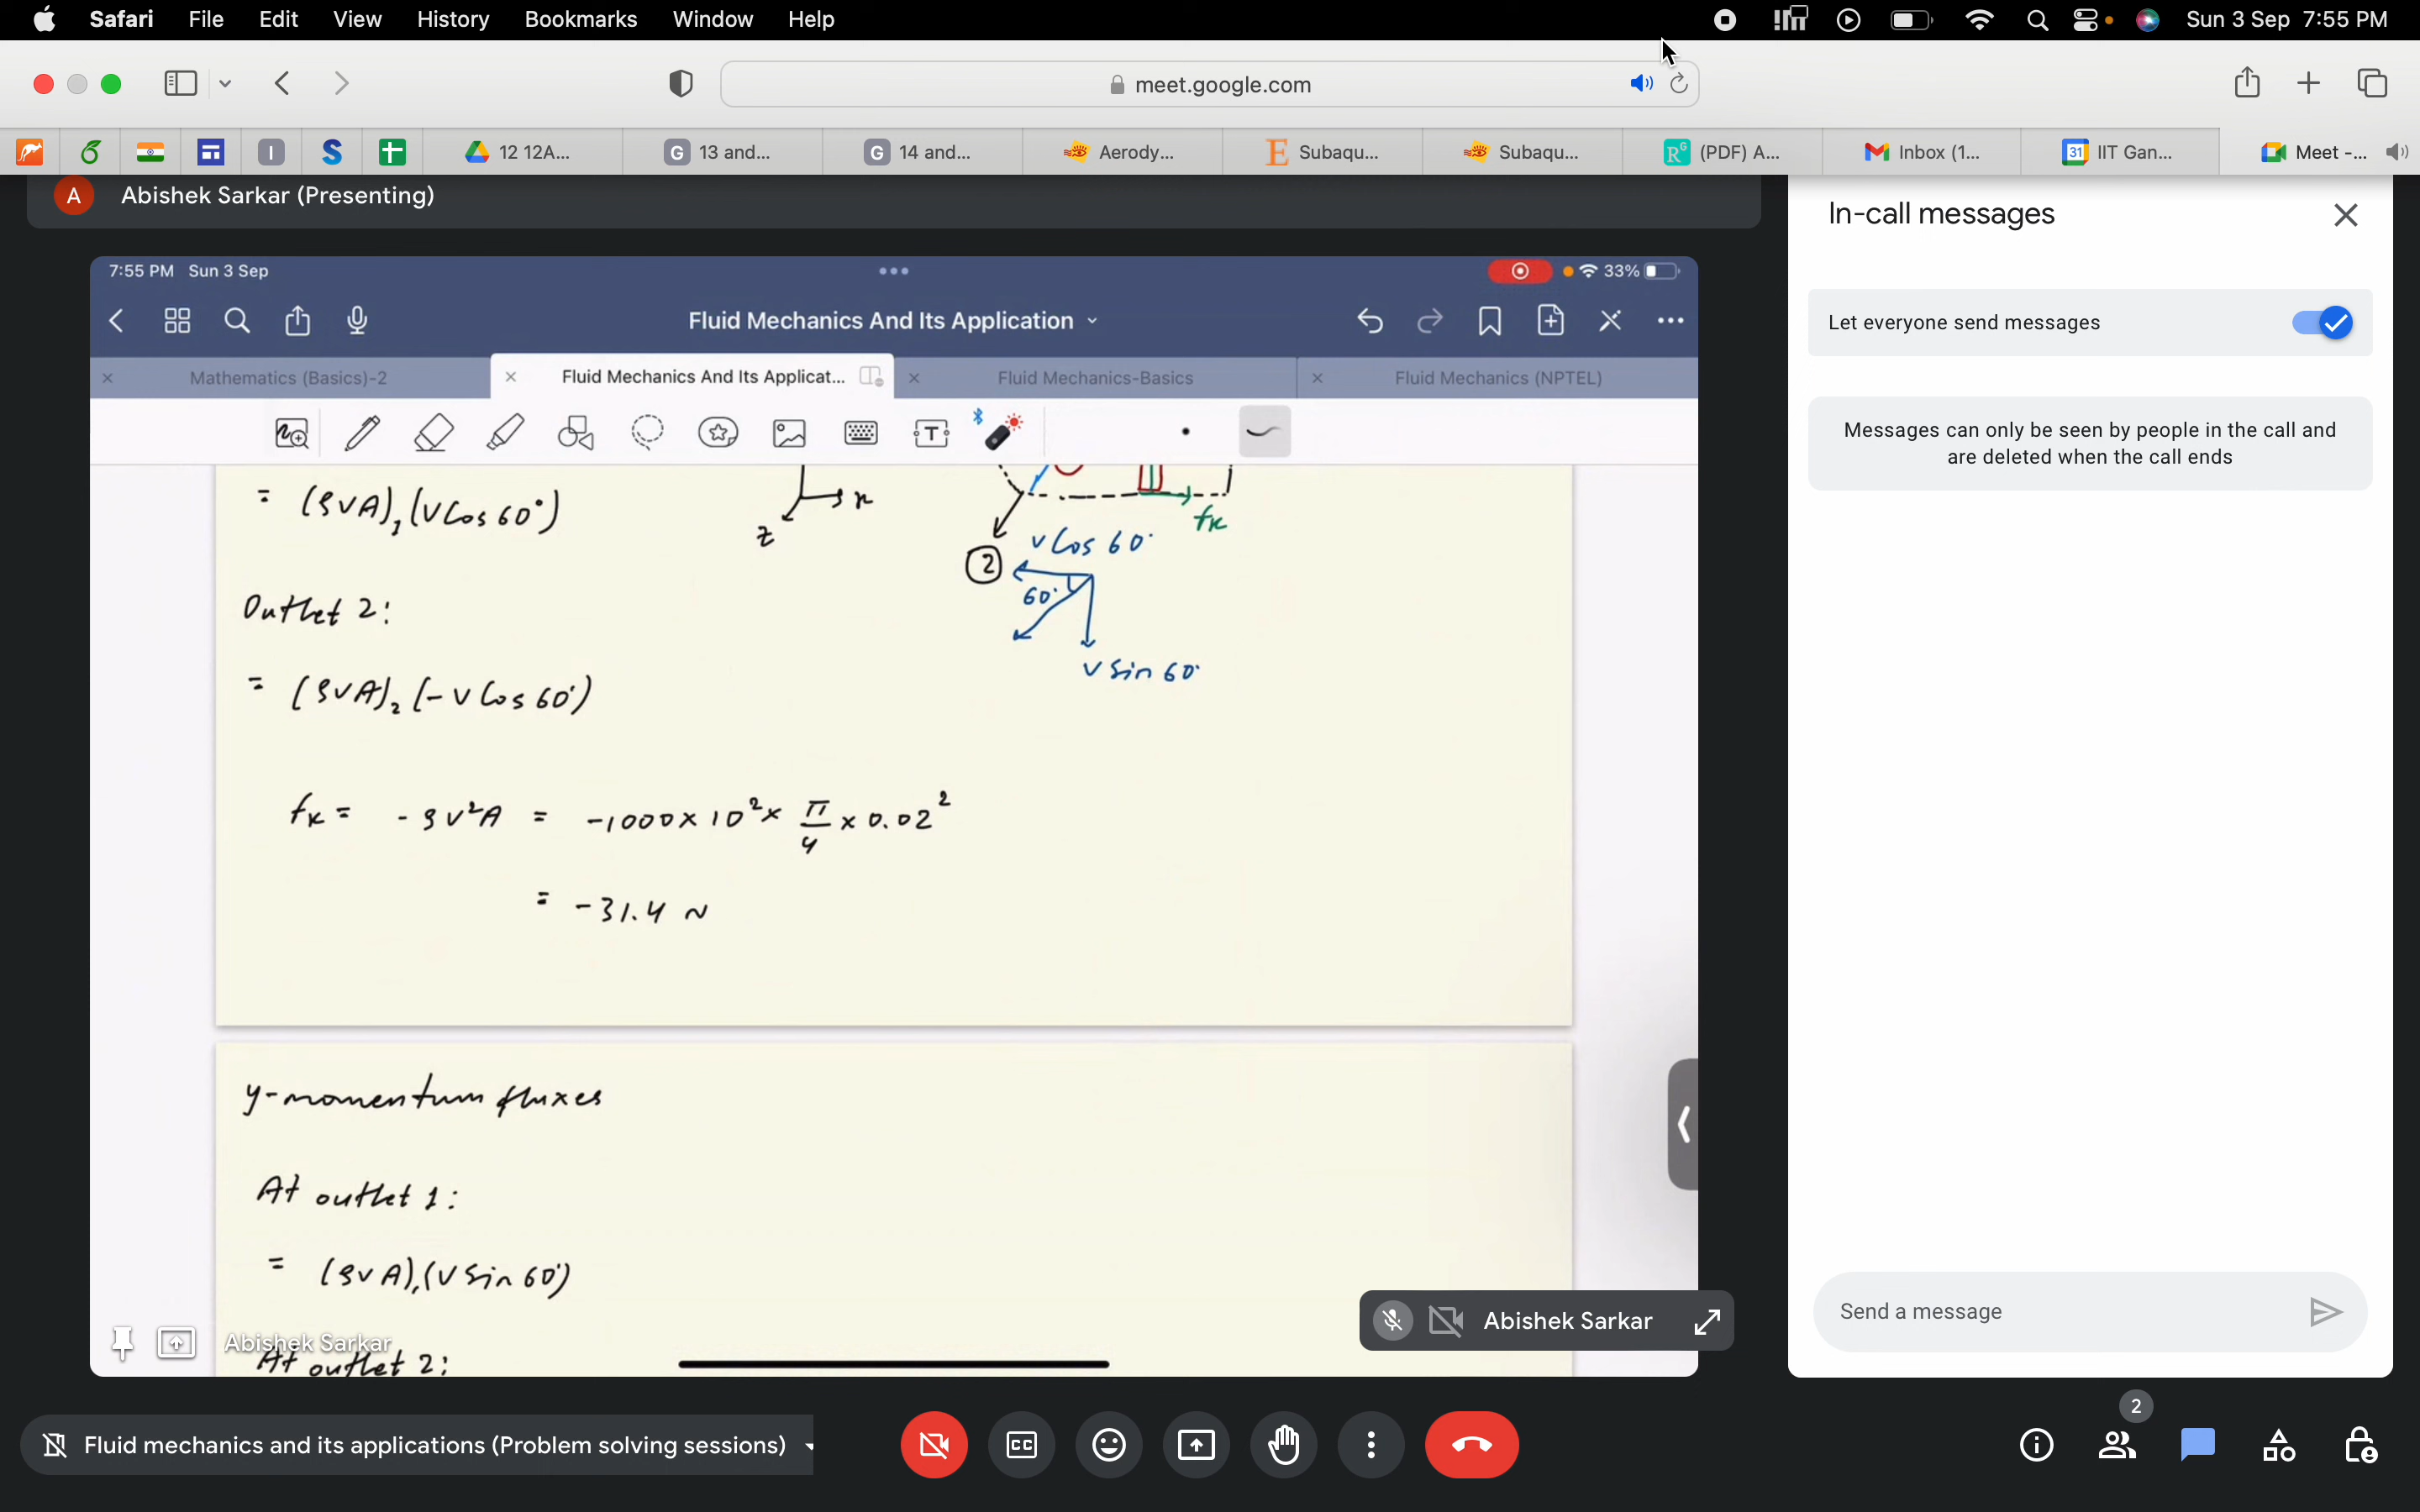 Safari File Edit View History Bookmarks Window Help Sun 3 Sep 7:55 PM
meet.google.com
12 12A... G 13 and... G 14 and... Aerody... E Subaqu... Subaqu... (PDF) A... Inbox (1... 31 IIT Gan... Meet -...
A Abishek Sarkar (Presenting)
7:55 PM Sun 3 Sep 33%
Fluid Mechanics And Its Application
Mathematics (Basics)-2 Fluid Mechanics And Its Applicat... Fluid Mechanics-Basics Fluid Mechanics (NPTEL)
= (ρVA)₁(V Cos 60°)
x
z
fx
2
v Cos 60°
60°
v Sin 60°
Outlet 2:
= (ρVA)₂(-V Cos 60°)
fx = -ρV²A = -1000 × 10² × π/4 × 0.02²
= -31.4 N
y-momentum fluxes
At outlet 1:
= (ρVA)₁(V Sin 60°)
At outlet 2:
Abishek Sarkar
Abishek Sarkar
In-call messages
Let everyone send messages
Messages can only be seen by people in the call and
are deleted when the call ends
Send a message
Fluid mechanics and its applications (Problem solving sessions)
CC
2